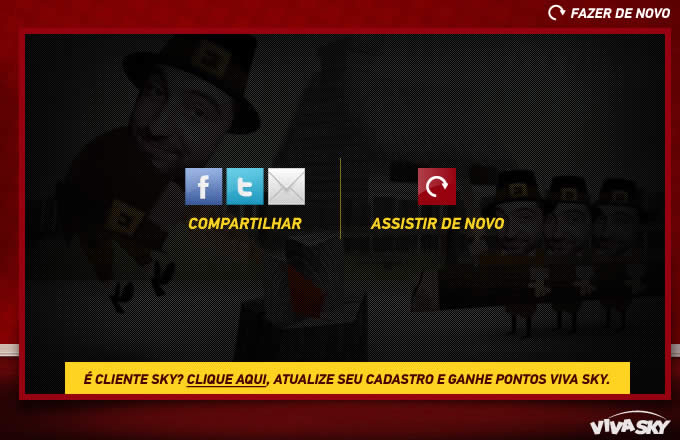 FAZER DE NOVO
COMPARTILHAR
ASSISTIR DE NOVO
É CLIENTE SKY? CLIQUE AQUI, ATUALIZE SEU CADASTRO E GANHE PONTOS VIVA SKY.
VIVA SKY